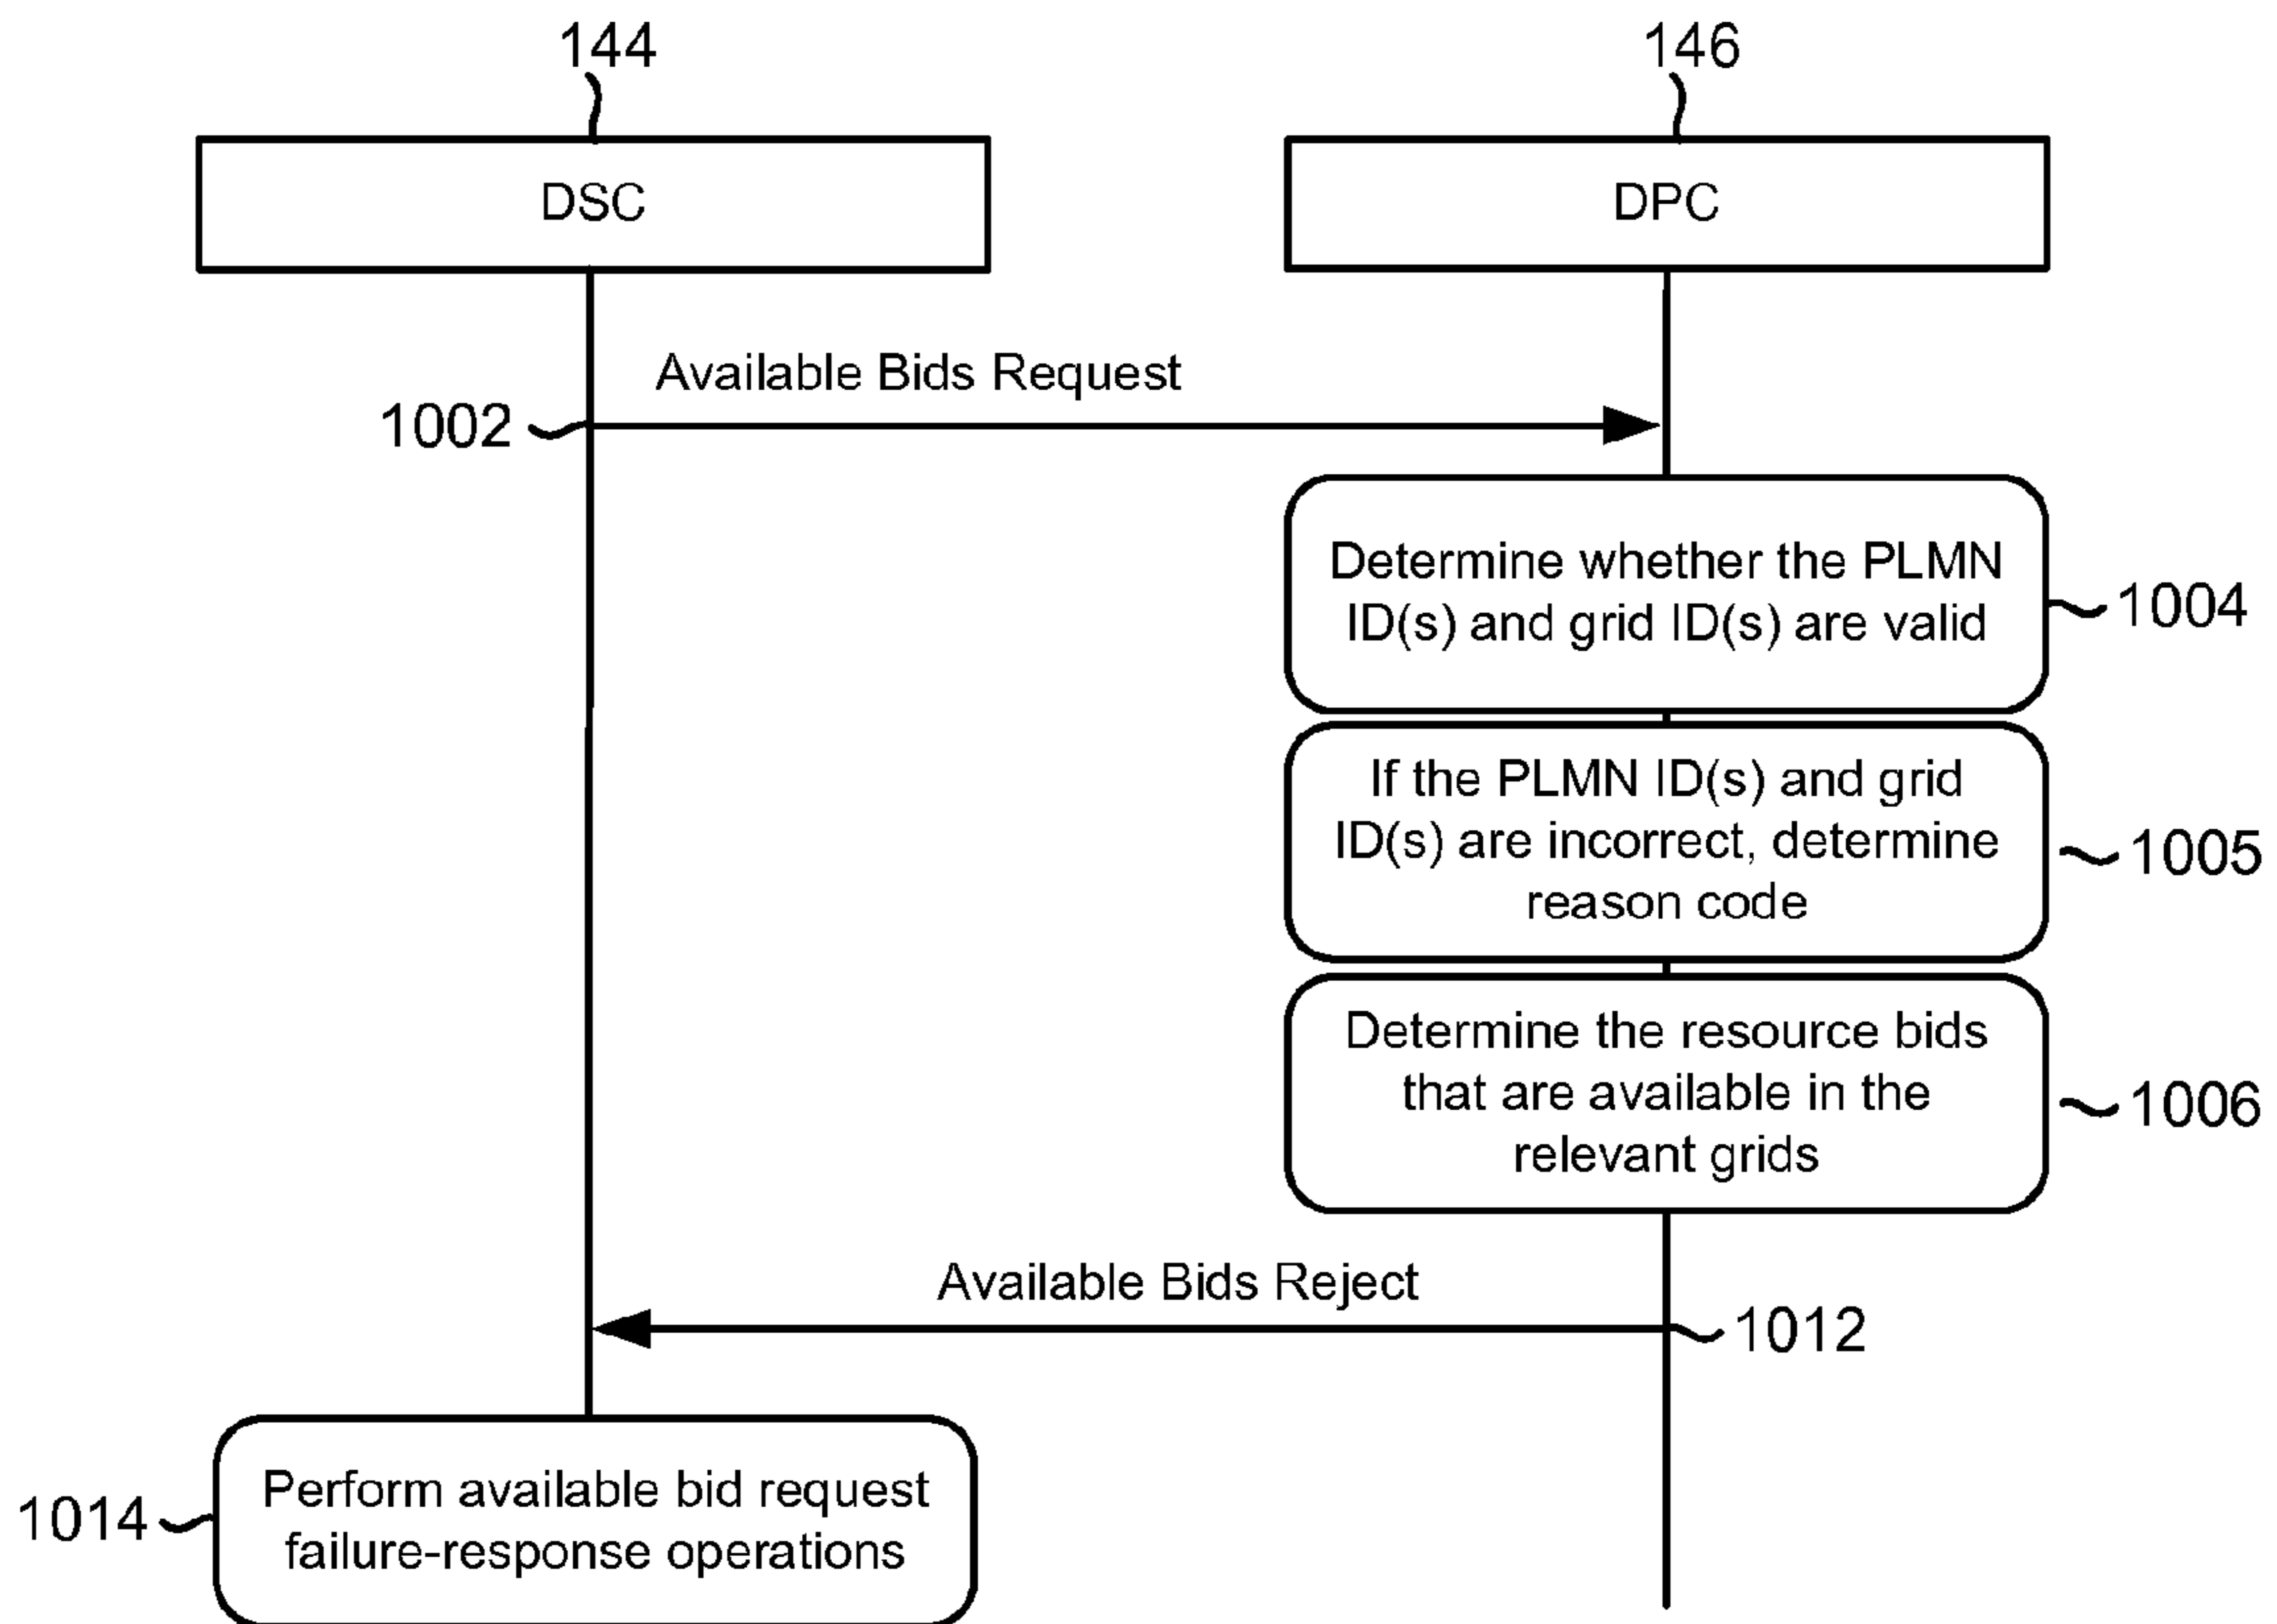 144
146
DSC
DPC
Available Bids Request
1002
Determine whether the PLMN
ID(s) and grid ID(s) are valid
1004
If the PLMN ID(s) and grid
ID(s) are incorrect, determine
reason code
1005
Determine the resource bids
that are available in the
relevant grids
1006
Available Bids Reject
1012
Perform available bid request
failure-response operations
1014